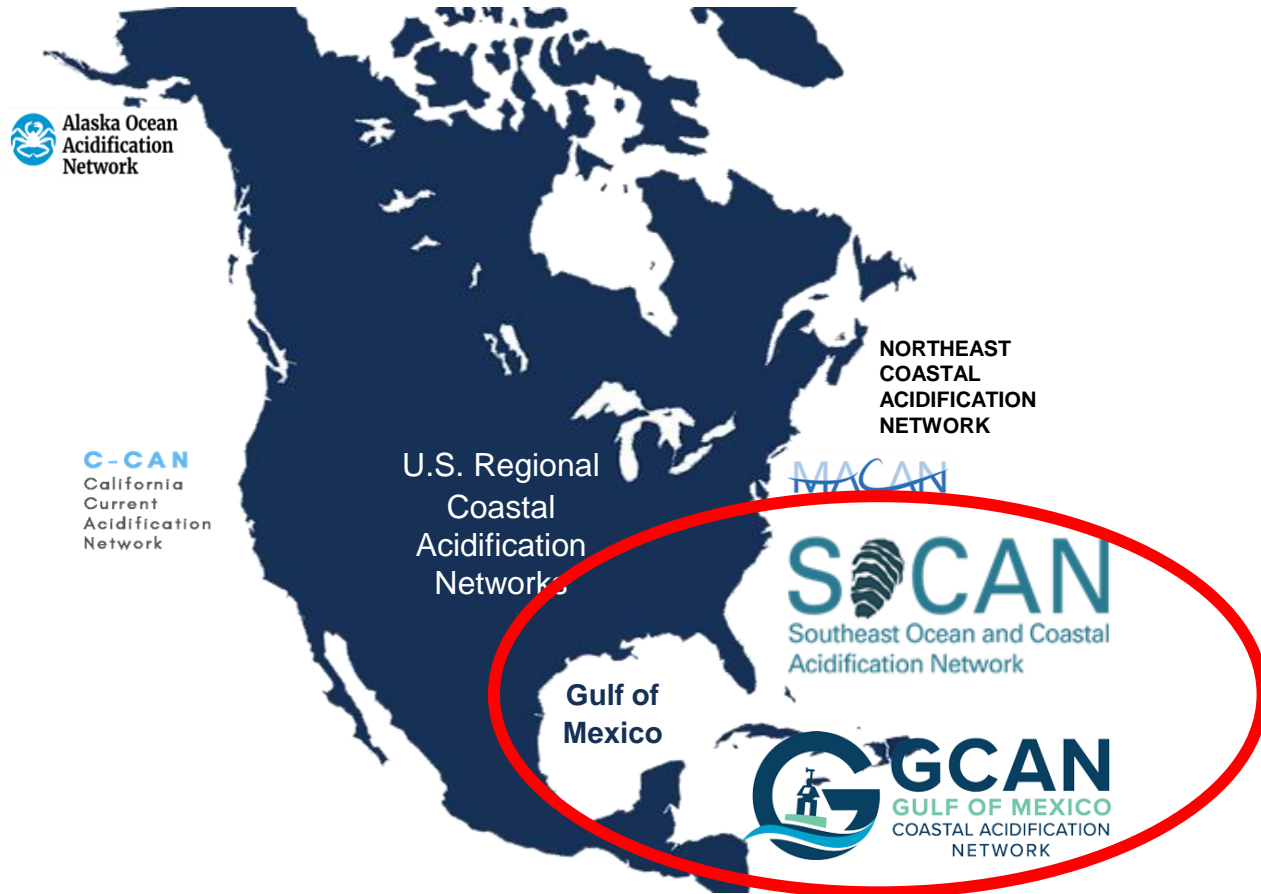 Alaska Ocean
Acidification
Network
NORTHEAST
COASTAL
ACIDIFICATION
NETWORK
C-CAN
California
Current
Acidification
Network
U.S. Regional
Coastal
Acidification
Networks
MACAN
SOCAN
Southeast Ocean and Coastal
Acidification Network
Gulf of
Mexico
GCAN
GULF OF MEXICO
COASTAL ACIDIFICATION
NETWORK